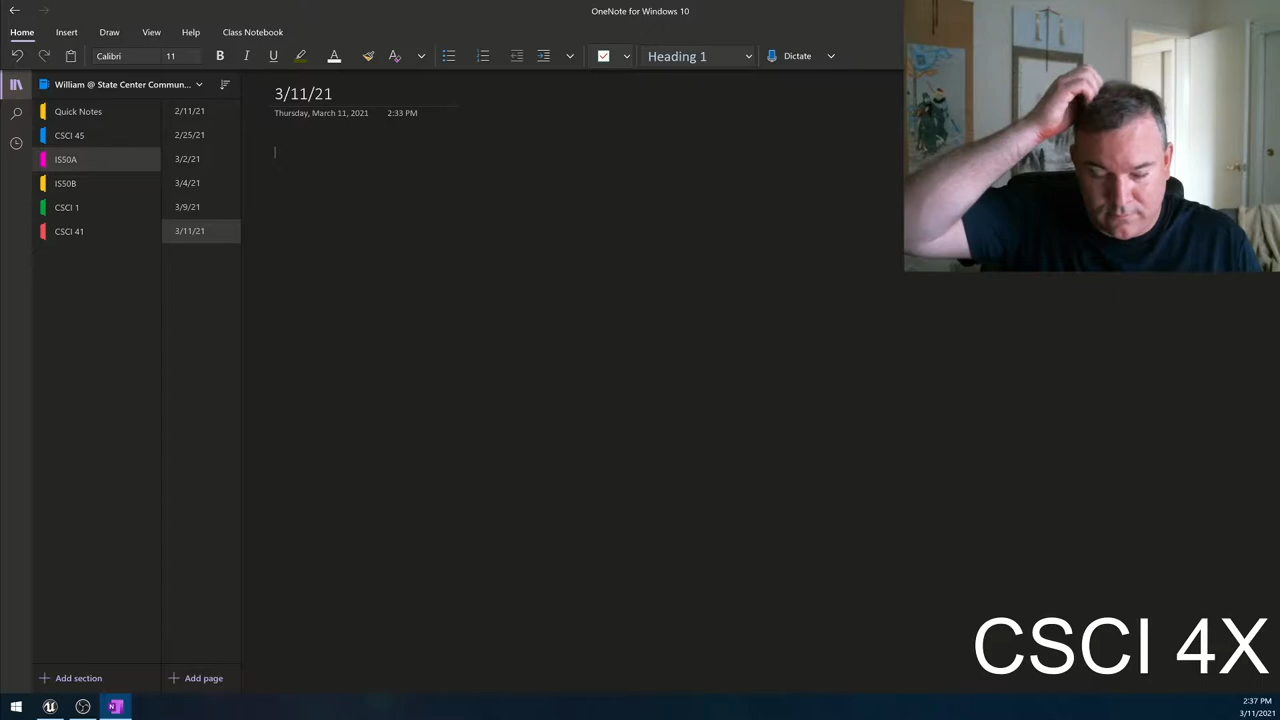 OneNote for Windows 10
Home
Insert
Draw
View
Help
Class Notebook
Calibri
11
B
I
U
A
Heading 1
Dictate
William @ State Center Commun...
Quick Notes
CSCI 45
IS50A
IS50B
CSCI 1
CSCI 41
2/11/21
2/25/21
3/2/21
3/4/21
3/9/21
3/11/21
3/11/21
Thursday, March 11, 2021 2:33 PM
Add section
Add page
CSCI 4X
2:37 PM
3/11/2021